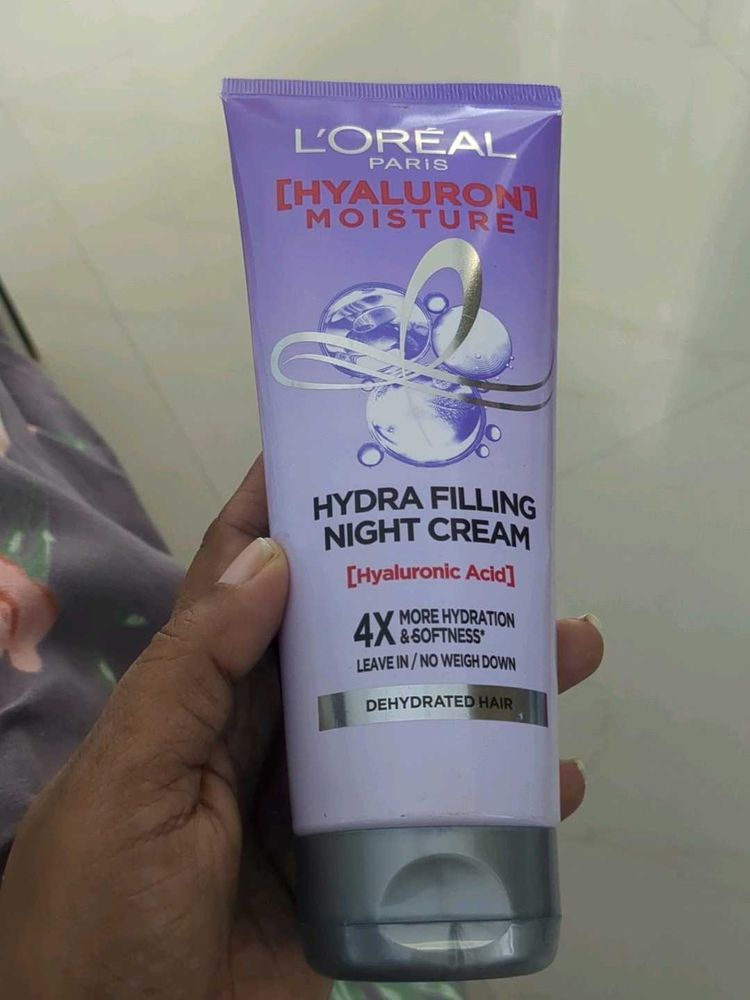 L'ORÉAL
PARIS
[HYALURON]
MOISTURE
HYDRA FILLING
NIGHT CREAM
[Hyaluronic Acid]
4X MORE HYDRATION
& SOFTNESS*
LEAVE IN / NO WEIGH DOWN
DEHYDRATED HAIR